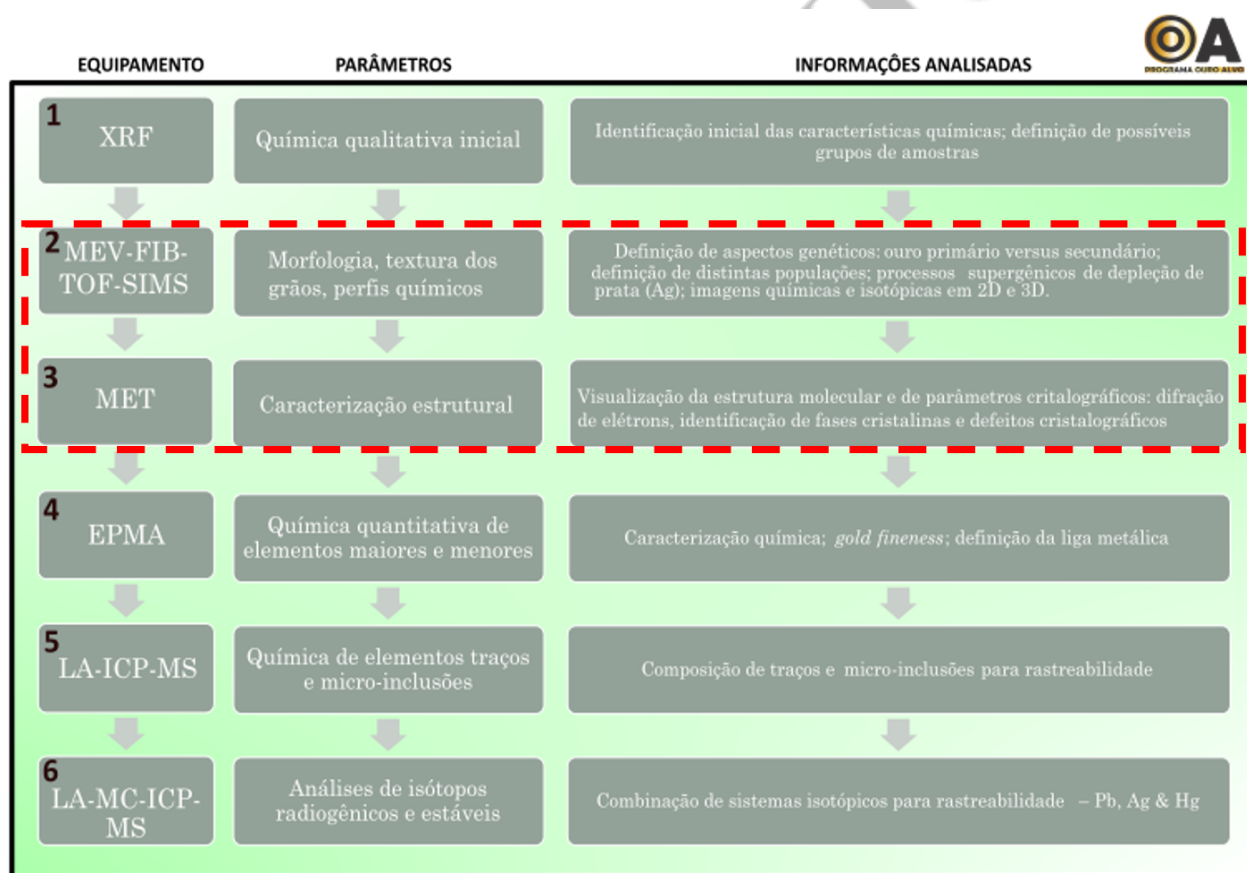 OA
PROGRAMA OURO ALVO
EQUIPAMENTO
PARÂMETROS
INFORMAÇÔES ANALISADAS
1
XRF
Química qualitativa inicial
Identificação inicial das características químicas; definição de possíveis
grupos de amostras
2
MEV-FIB-
TOF-SIMS
Morfologia, textura dos
grãos, perfis químicos
Definição de aspectos genéticos: ouro primário versus secundário;
definição de distintas populações; processos supergênicos de depleção de
prata (Ag); imagens químicas e isotópicas em 2D e 3D.
3
MET
Caracterização estrutural
Visualização da estrutura molecular e de parâmetros critalográficos: difração
de elétrons, identificação de fases cristalinas e defeitos cristalográficos
4
EPMA
Química quantitativa de
elementos maiores e menores
Caracterização química; gold fineness; definição da liga metálica
5
LA-ICP-MS
Química de elementos traços
e micro-inclusões
Composição de traços e micro-inclusões para rastreabilidade
6
LA-MC-ICP-
MS
Análises de isótopos
radiogênicos e estáveis
Combinação de sistemas isotópicos para rastreabilidade – Pb, Ag & Hg